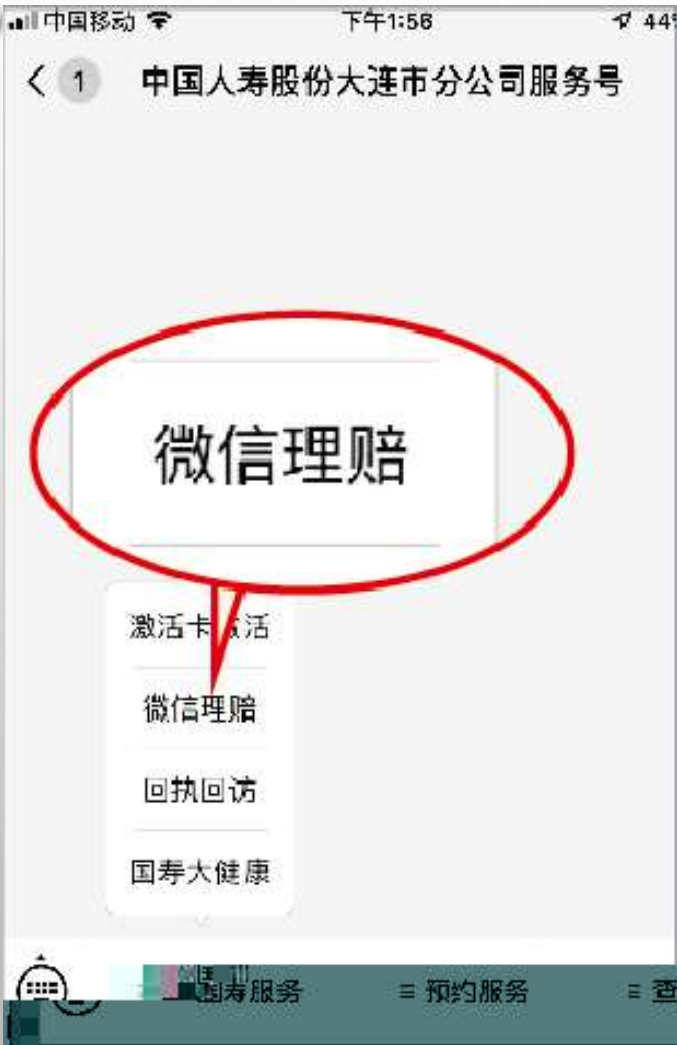 中国移动 下午1:56 44
1 中国人寿股份大连市分公司服务号
微信理赔
激活卡 活
微信理赔
回执回访
国寿大健康
国寿服务 预约服务 查